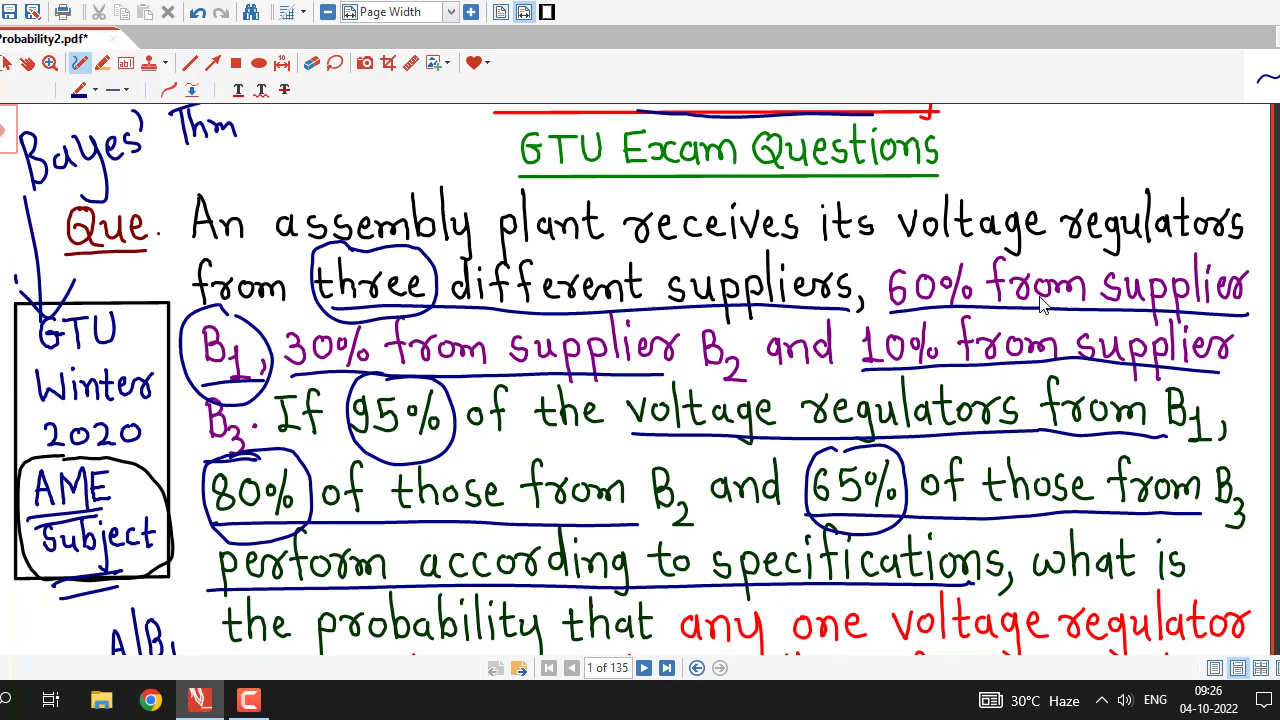 Page Width
Probability2.pdf*
Bayes' Thm
GTU Exam Questions
Que. An assembly plant receives its voltage regulators
from three different suppliers, 60% from supplier
B1, 30% from supplier B2 and 10% from supplier
B3. If 95% of the voltage regulators from B1,
80% of those from B2 and 65% of those from B3
perform according to specifications, what is
the probability that any one voltage regulator
GTU
Winter
2020
AME
Subject
A|B1
1 of 135
30°C Haze
ENG
09:26
04-10-2022